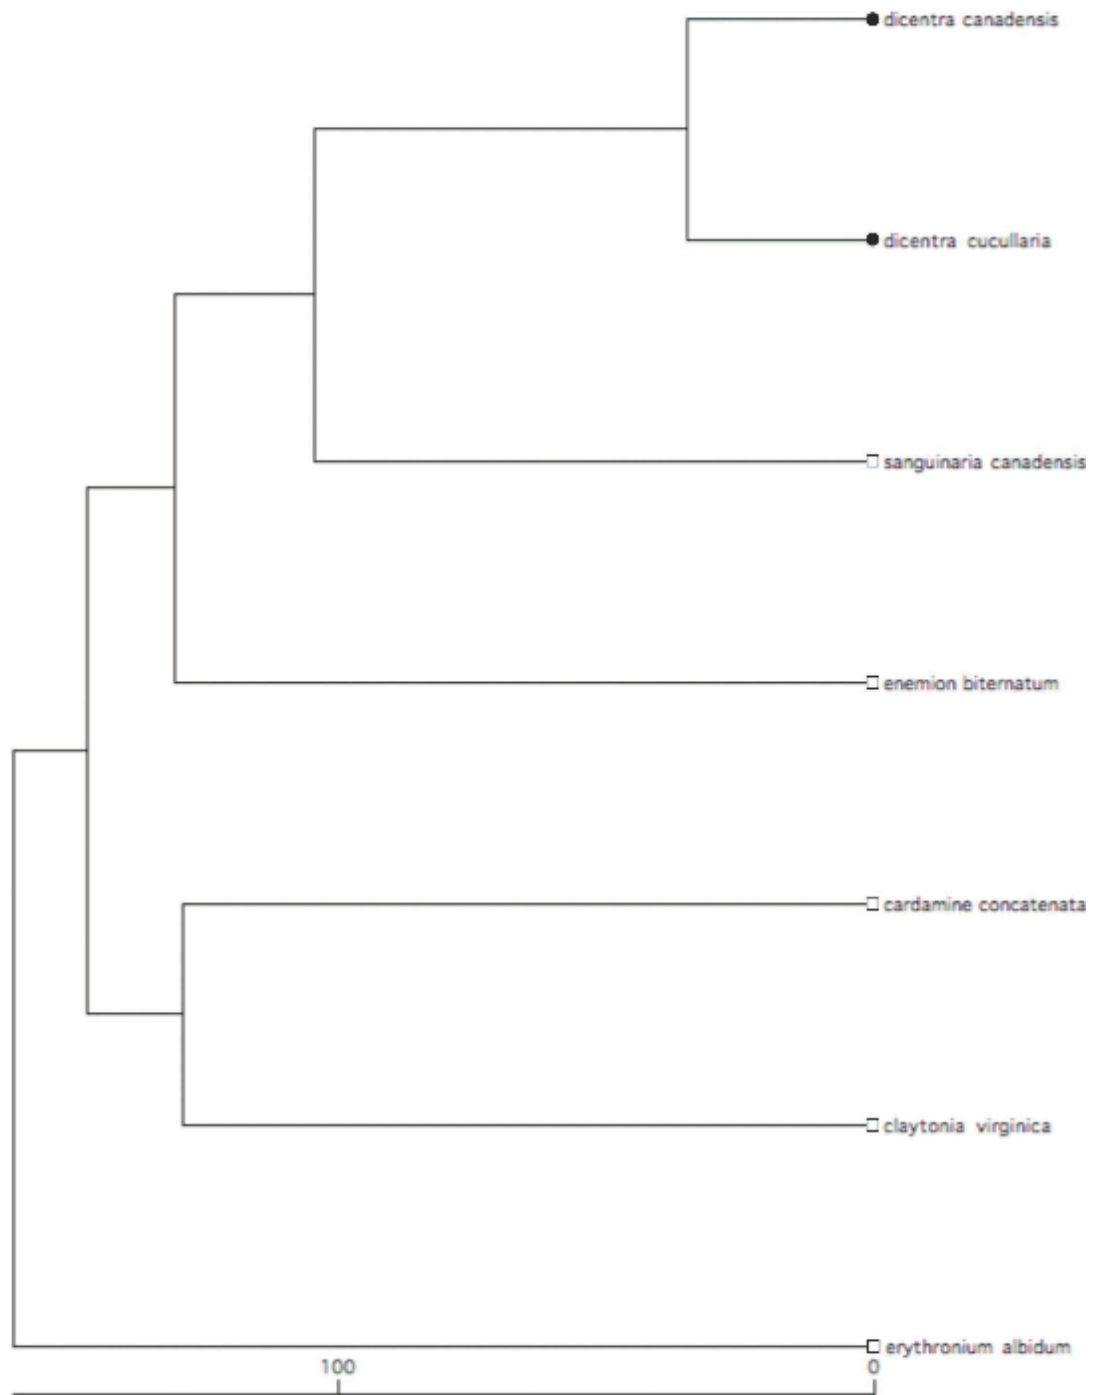 dicentra canadensis
dicentra cucullaria
sanguinaria canadensis
enemion biternatum
cardamine concatenata
claytonia virginica
erythronium albidum
100 0